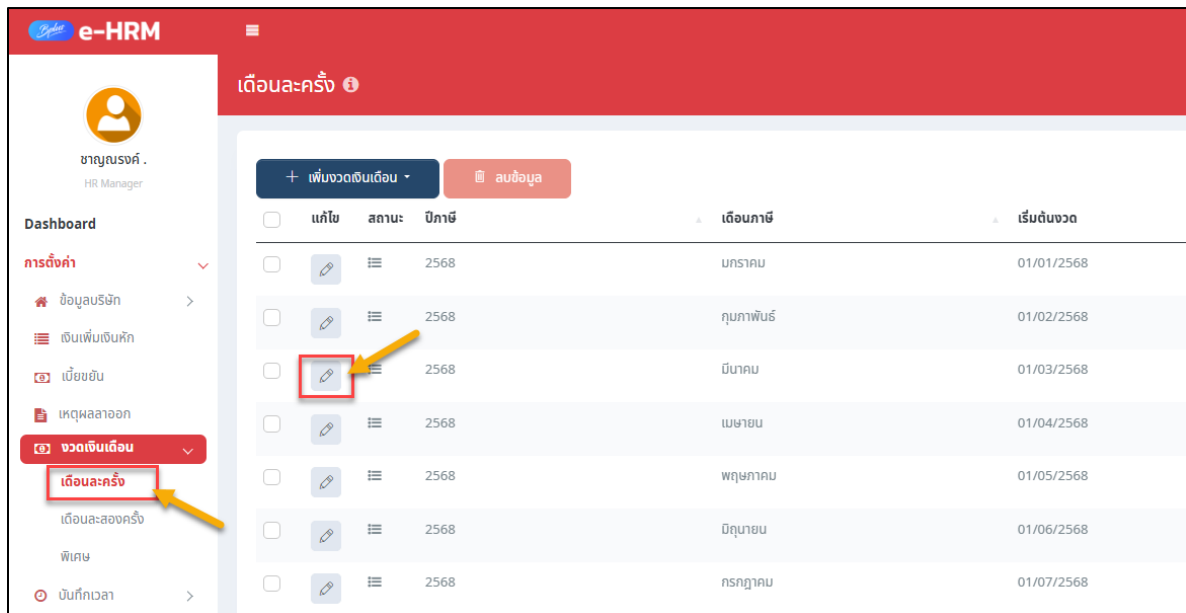 Bplus e-HRM
เดือนละครั้ง
ชาญณรงค์ .
HR Manager
Dashboard
การตั้งค่า
ข้อมูลบริษัท
เงินเพิ่มเงินหัก
เบี้ยขยัน
เหตุผลลาออก
งวดเงินเดือน
เดือนละครั้ง
เดือนละสองครั้ง
พิเศษ
บันทึกเวลา
+ เพิ่มงวดเงินเดือน ลบข้อมูล
แก้ไข สถานะ ปีภาษี เดือนภาษี เริ่มต้นงวด
2568 มกราคม 01/01/2568
2568 กุมภาพันธ์ 01/02/2568
2568 มีนาคม 01/03/2568
2568 เมษายน 01/04/2568
2568 พฤษภาคม 01/05/2568
2568 มิถุนายน 01/06/2568
2568 กรกฎาคม 01/07/2568